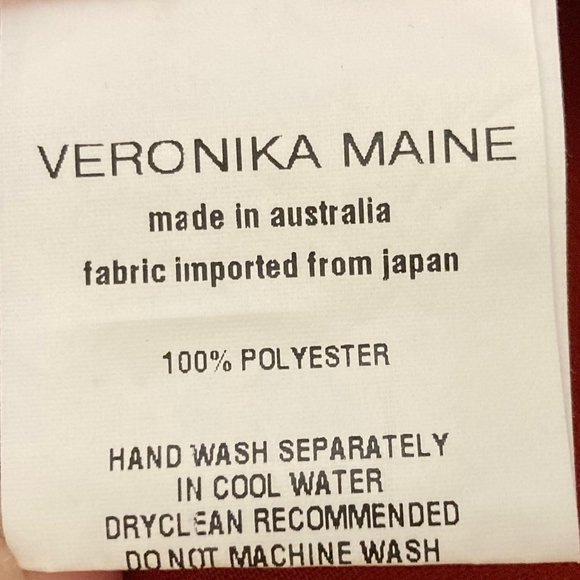 VERONIKA MAINE
made in australia
fabric imported from japan
100% POLYESTER
HAND WASH SEPARATELY
IN COOL WATER
DRYCLEAN RECOMMENDED
DO NOT MACHINE WASH